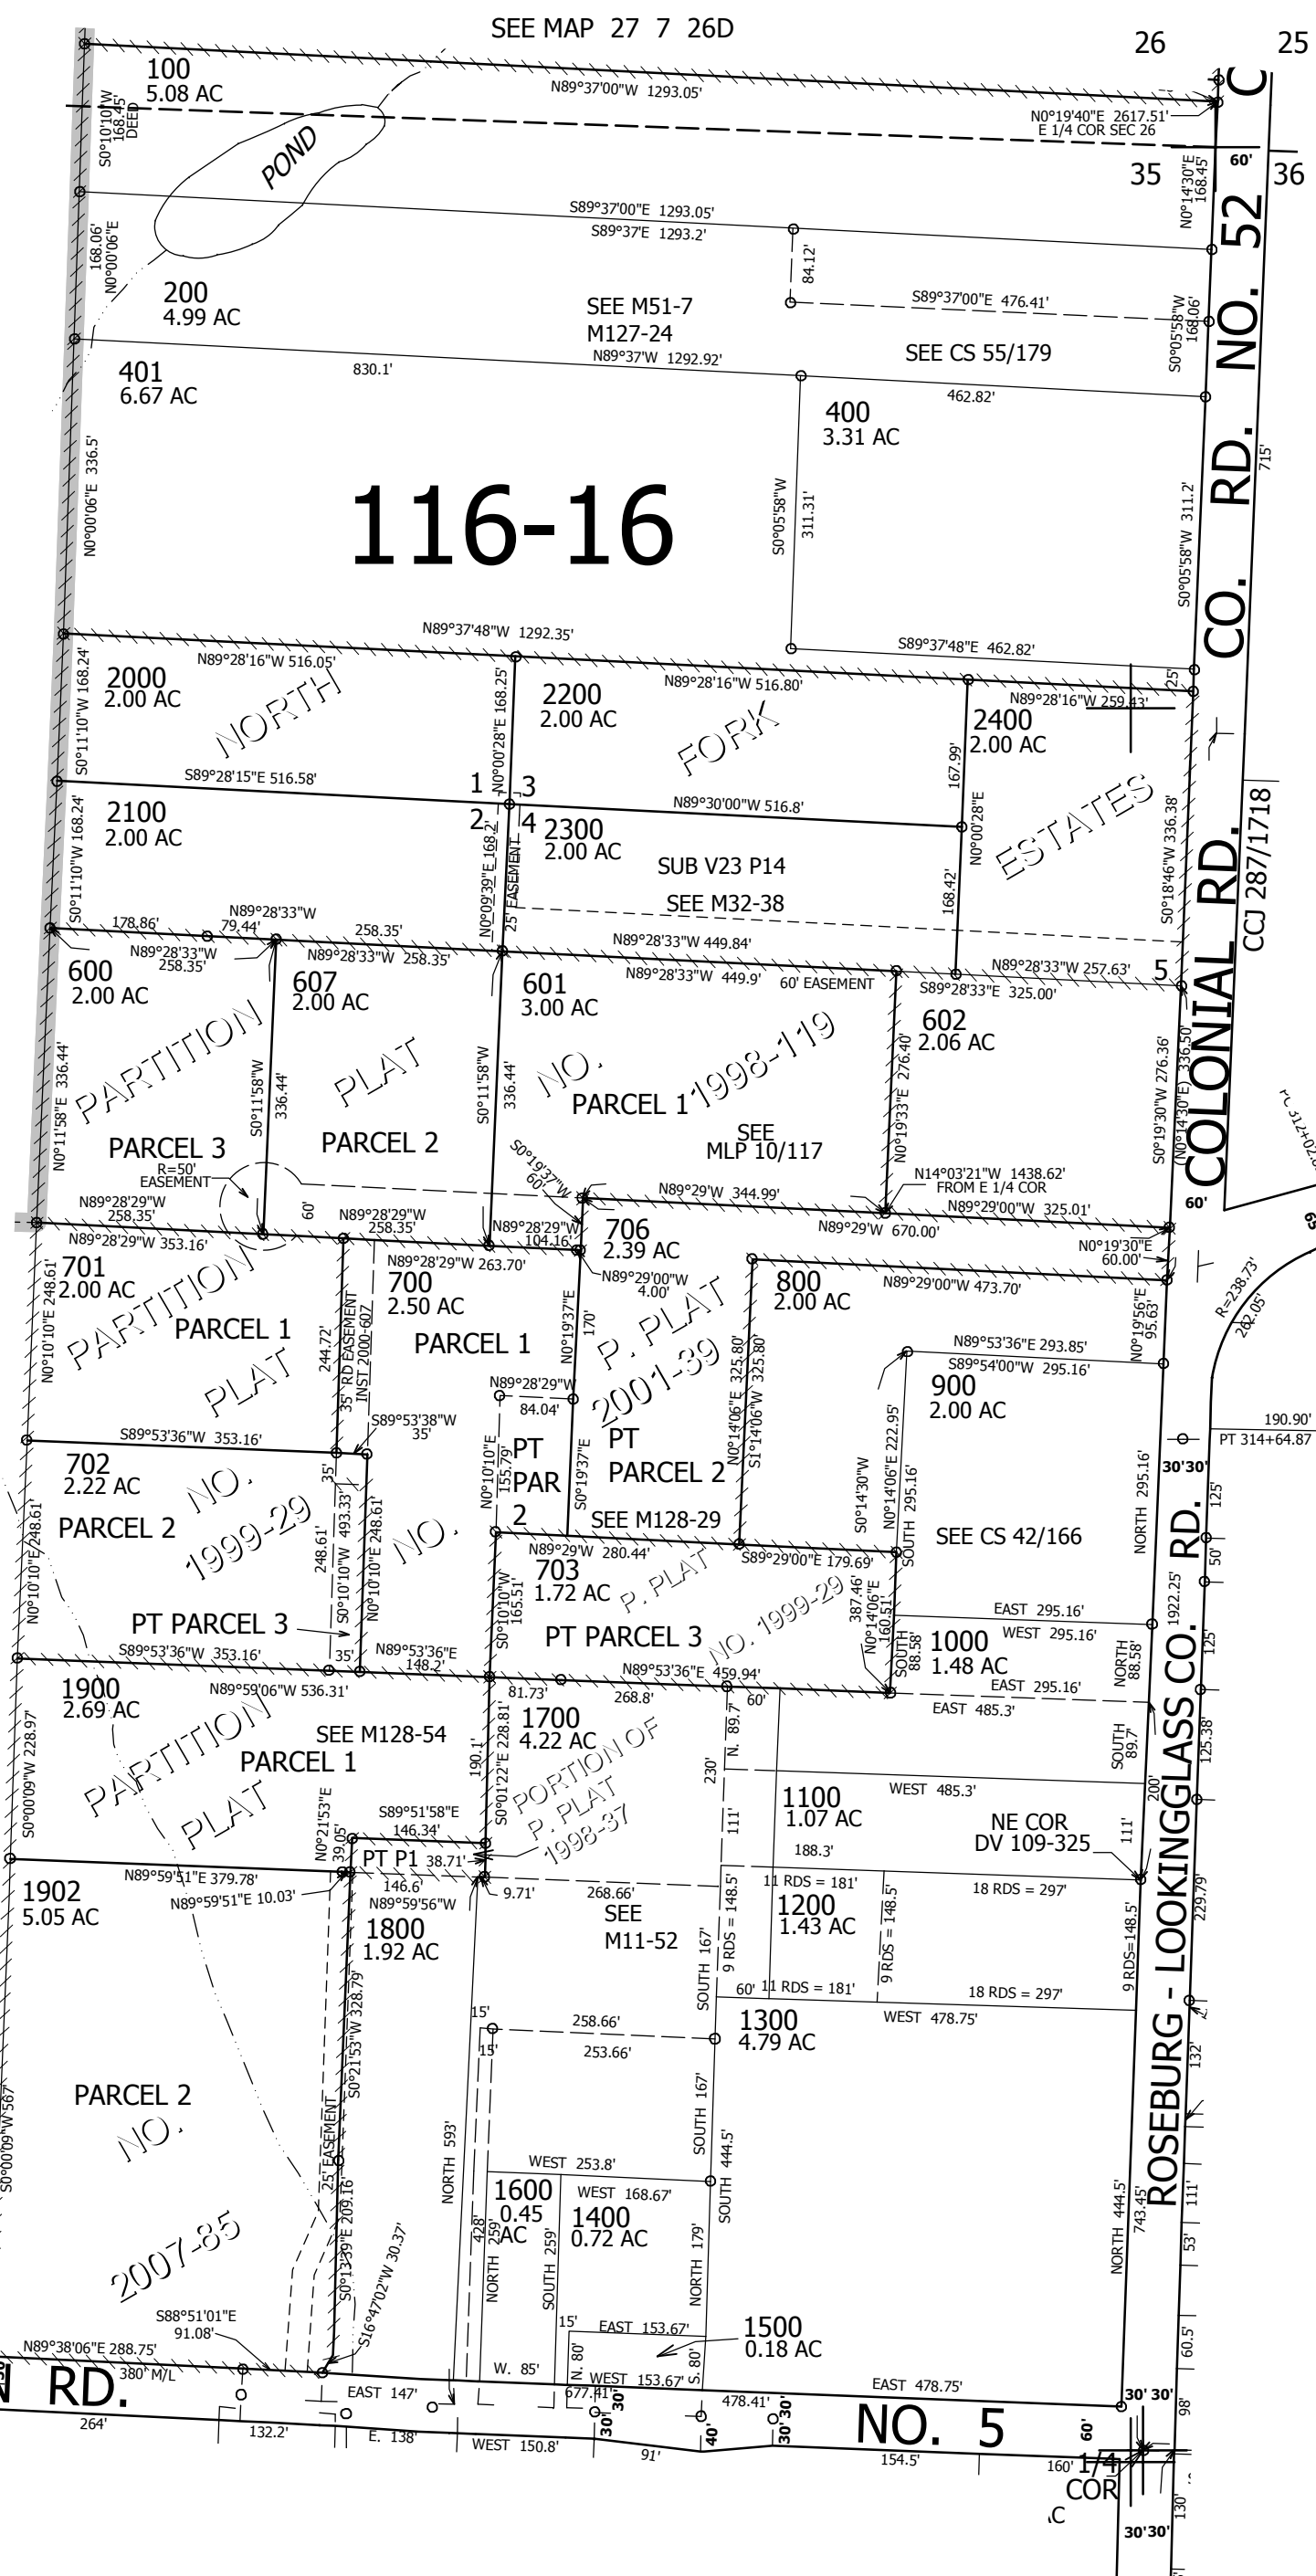 SEE MAP 27 7 26D
26
25
100
5.08 AC
N89°37'00"W 1293.05'
S0°10'10"W
168.45'
DEED
POND
N0°19'40"E 2617.51'
E 1/4 COR SEC 26
35
36
60'
N0°14'30"E
168.45'
CO. RD. NO. 52
C
S89°37'00"E 1293.05'
S89°37'E 1293.2'
168.06'
N0°00'06"E
84.12'
200
4.99 AC
SEE M51-7
M127-24
S89°37'00"E 476.41'
S0°05'58"W
168.06'
SEE CS 55/179
N89°37'W 1292.92'
830.1'
462.82'
401
6.67 AC
400
3.31 AC
N0°00'06"E 336.5'
116-16
S0°05'58"W
311.31'
S0°05'58"W 311.2'
715'
N89°37'48"W 1292.35'
S89°37'48"E 462.82'
25'
N89°28'16"W 516.05'
N89°28'16"W 516.80'
N89°28'16"W 259.43'
2000
2.00 AC
S0°11'10"W 168.24'
NORTH
N0°00'28"E 168.25'
2200
2.00 AC
FORK
2400
2.00 AC
167.99'
N0°00'28"E
ESTATES
S89°28'15"E 516.58'
1
3
2
4
N89°30'00"W 516.8'
2100
2.00 AC
S0°11'10"W 168.24'
N0°09'39"E 168.2'
25' EASEMENT
2300
2.00 AC
SUB V23 P14
SEE M32-38
168.42'
S0°18'46"W 336.38'
COLONIAL RD.
CCJ 287/1718
178.86'
79.44'
N89°28'33"W
258.35'
N89°28'33"W
258.35'
N89°28'33"W 258.35'
N89°28'33"W 449.84'
N89°28'33"W 449.9'
60' EASEMENT
N89°28'33"W 257.63'
5
S89°28'33"E 325.00'
600
2.00 AC
607
2.00 AC
601
3.00 AC
602
2.06 AC
PARTITION
PLAT
NO.
1998-119
N0°11'58"E 336.44'
S0°11'58"W
336.44'
S0°11'58"W
336.44'
N0°19'33"E 276.40'
S0°19'30"W 276.36'
(N0°14'30"E) 336.50'
PARCEL 3
PARCEL 2
PARCEL 1
SEE
MLP 10/117
R=50'
EASEMENT
S0°19'37"W
60'
N14°03'21"W 1438.62'
FROM E 1/4 COR
60'
N89°28'29"W
258.35'
60'
N89°28'29"W
258.35'
N89°28'29"W
104.16'
N89°29'W 344.99'
N89°29'00"W 325.01'
N89°29'W 670.00'
N89°28'29"W 353.16'
N89°28'29"W 263.70'
N0°19'30"E
60.00'
701
2.00 AC
N0°10'10"E 248.61'
PARTITION
PLAT
PARCEL 1
244.72'
35' RD EASEMENT
INST 2000-607
700
2.50 AC
PARCEL 1
N0°19'37"E
170'
706
2.39 AC
N89°29'00"W
4.00'
P. PLAT
2001-39
800
2.00 AC
N89°29'00"W 473.70'
N0°19'56"E
95.63'
R=238.73'
262.05'
N89°53'36"E 293.85'
S89°54'00"W 295.16'
900
2.00 AC
N89°28'29"W
84.04'
S89°53'38"W
35'
S89°53'36"W 353.16'
N0°14'06"E 325.80'
S1°14'06"W 325.80'
N0°14'06"E 222.95'
SOUTH 295.16'
S0°14'30"W
387.46'
190.90'
PT 314+64.87
702
2.22 AC
PARCEL 2
NO.
1999-29
N0°10'10"E 248.61'
35'
248.61'
S0°10'10"W 493.33'
N0°10'10"E 248.61'
NO.
N0°10'10"E
155.79'
PT
PAR
2
S0°19'37"E
PT
PARCEL 2
SEE M128-29
SEE CS 42/166
NORTH 295.16'
30'30'
125'
50'
N89°29'W 280.44'
S89°29'00"E 179.69'
703
1.72 AC
S0°10'10"W
165.51'
P. PLAT
NO. 1999-29
PT PARCEL 3
PT PARCEL 3
N0°14'06"E
160.51'
EAST 295.16'
WEST 295.16'
1000
1.48 AC
SOUTH
88.58'
NORTH
88.58'
1922.25'
125'
S89°53'36"W 353.16'
35'
N89°53'36"E
148.2'
N89°53'36"E 459.94'
EAST 295.16'
EAST 485.3'
81.73'
268.8'
60'
1900
2.69 AC
N89°59'06"W 536.31'
PARTITION
PLAT
SEE M128-54
PARCEL 1
S0°00'09"W 228.97'
190.1'
S0°01'22"E 228.81'
1700
4.22 AC
PORTION OF
P. PLAT
1998-37
N. 89.7'
230'
SOUTH
89.7'
WEST 485.3'
200'
125.38'
1100
1.07 AC
111'
111'
NE COR
DV 109-325
188.3'
N0°21'53"E
39.05'
S89°51'58"E
146.34'
PT P1
38.71'
146.6'
N89°59'56"W
N89°59'51"E 379.78'
N89°59'51"E 10.03'
9.71'
268.66'
1902
5.05 AC
1800
1.92 AC
SEE
M11-52
11 RDS = 181'
18 RDS = 297'
1200
1.43 AC
9 RDS = 148.5'
9 RDS = 148.5'
9 RDS=148.5'
SOUTH 167'
60'
11 RDS = 181'
18 RDS = 297'
WEST 478.75'
229.79'
S0°21'53"W 328.79'
15'
15'
258.66'
253.66'
1300
4.79 AC
132'
ROSEBURG - LOOKINGGLASS CO. RD.
PARCEL 2
NO.
2007-85
S0°00'09"W 567'
25' EASEMENT
S0°13'39"E 209.16'
NORTH 593'
SOUTH 167'
SOUTH 444.5'
WEST 253.8'
1600
0.45
AC
WEST 168.67'
1400
0.72 AC
428'
NORTH 259'
SOUTH 259'
NORTH 179'
NORTH 444.5'
743.45'
111'
53'
S16°47'02"W 30.37'
S88°51'01"E
91.08'
N89°38'06"E 288.75'
380' M/L
15'
EAST 153.67'
1500
0.18 AC
N. 80'
S. 80'
WEST 153.67'
W. 85'
60.5'
98'
RD.
EAST 147'
677.41'
478.41'
EAST 478.75'
30' 30'
NO. 5
60'
264'
132.2'
E. 138'
WEST 150.8'
30'
30'
91'
40'
30' 30'
154.5'
160'
1/4
COR
130'
30'30'